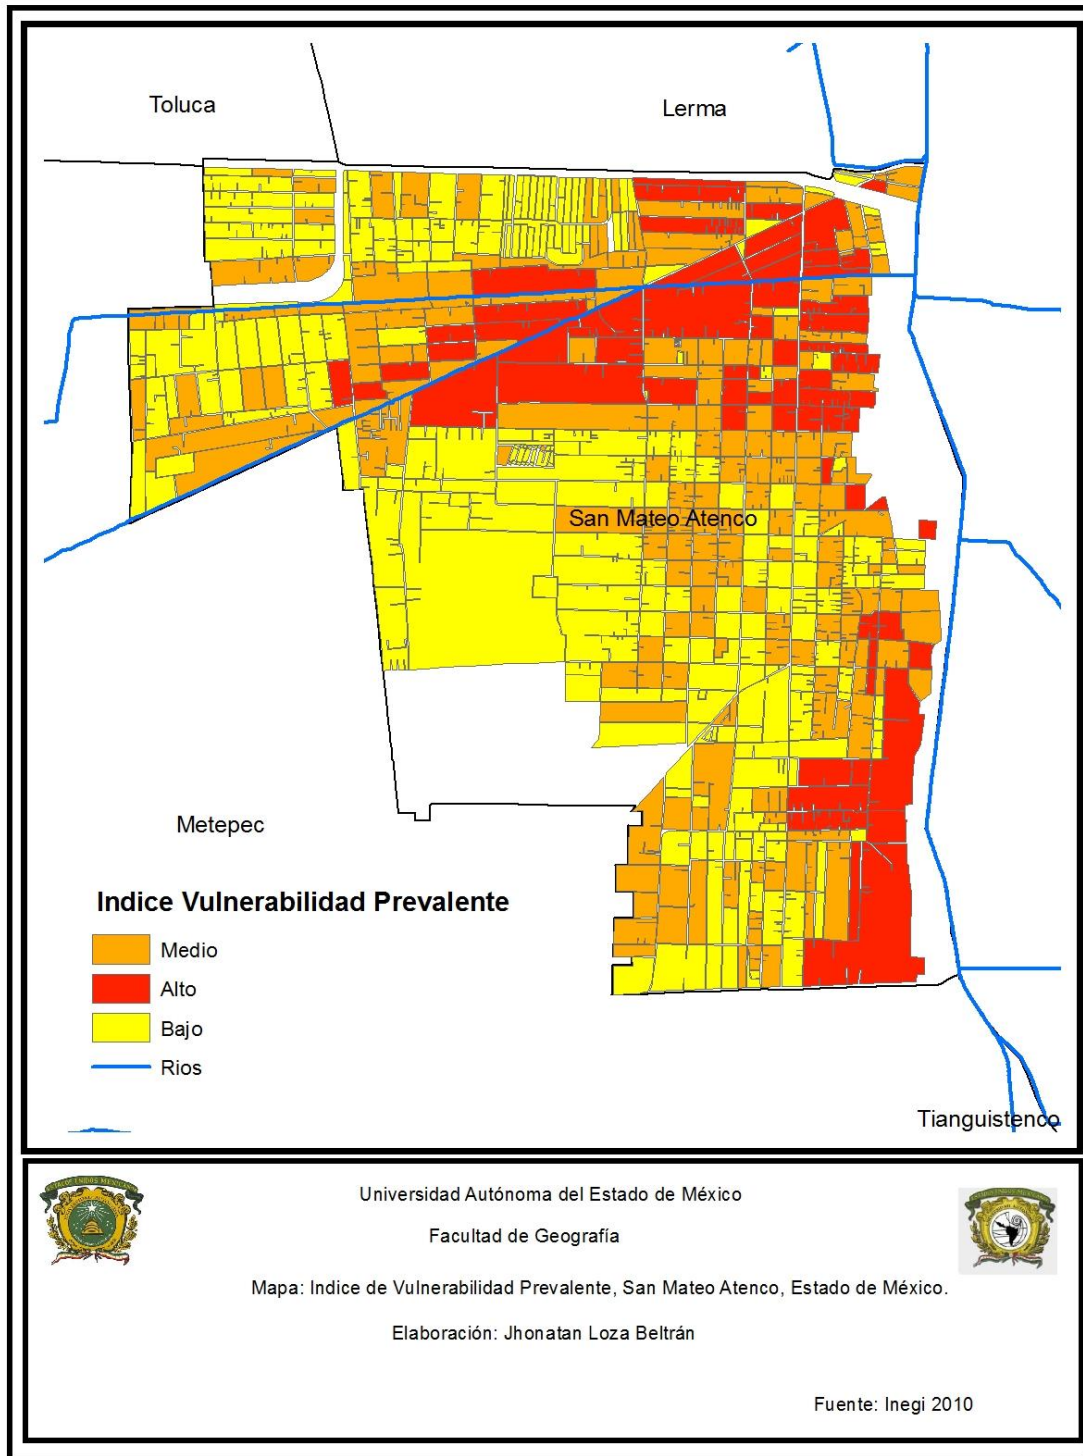 Toluca
Lerma
San Mateo Atenco
Metepec
Indice Vulnerabilidad Prevalente
Medio
Alto
Bajo
Rios
Tianguistenco
Universidad Autónoma del Estado de México
Facultad de Geografía
Mapa: Indice de Vulnerabilidad Prevalente, San Mateo Atenco, Estado de México.
Elaboración: Jhonatan Loza Beltrán
Fuente: Inegi 2010